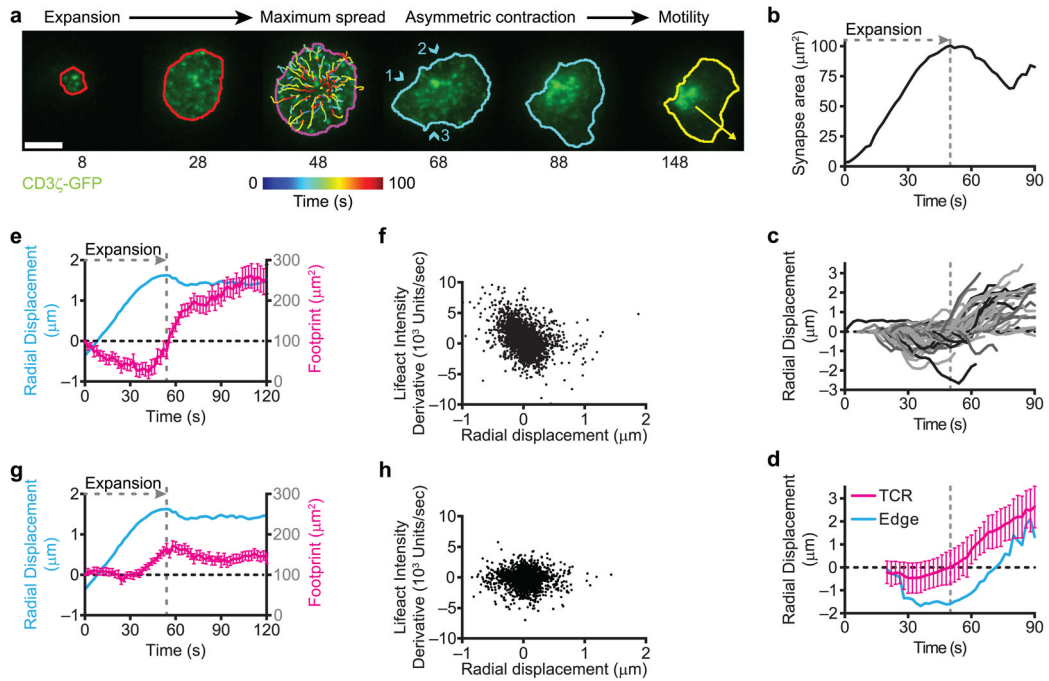 a Expansion Maximum spread Asymmetric contraction Motility
1 2 3
8 28 48 68 88 148
CD3ζ-GFP 0 100
Time (s)
b
Expansion
Synapse area (µm²)
100
75
50
25
0
0 30 60 90
Time (s)
e
Expansion
Radial Displacement
(µm)
2
1
0
–1
300
200
100
0
Footprint (µm²)
0 30 60 90 120
Time (s)
f
Lifeact Intensity
Derivative (10³ Units/sec)
10
5
0
–5
–10
–1 0 1 2
Radial displacement (µm)
c
Radial Displacement
(µm)
3
2
1
0
–1
–2
–3
0 30 60 90
Time (s)
g
Expansion
Radial Displacement
(µm)
2
1
0
–1
300
200
100
0
Footprint (µm²)
0 30 60 90 120
Time (s)
h
Lifeact Intensity
Derivative (10³ Units/sec)
10
5
0
–5
–10
–1 0 1 2
Radial displacement (µm)
d
TCR
Edge
Radial Displacement
(µm)
3
2
1
0
–1
–2
0 30 60 90
Time (s)